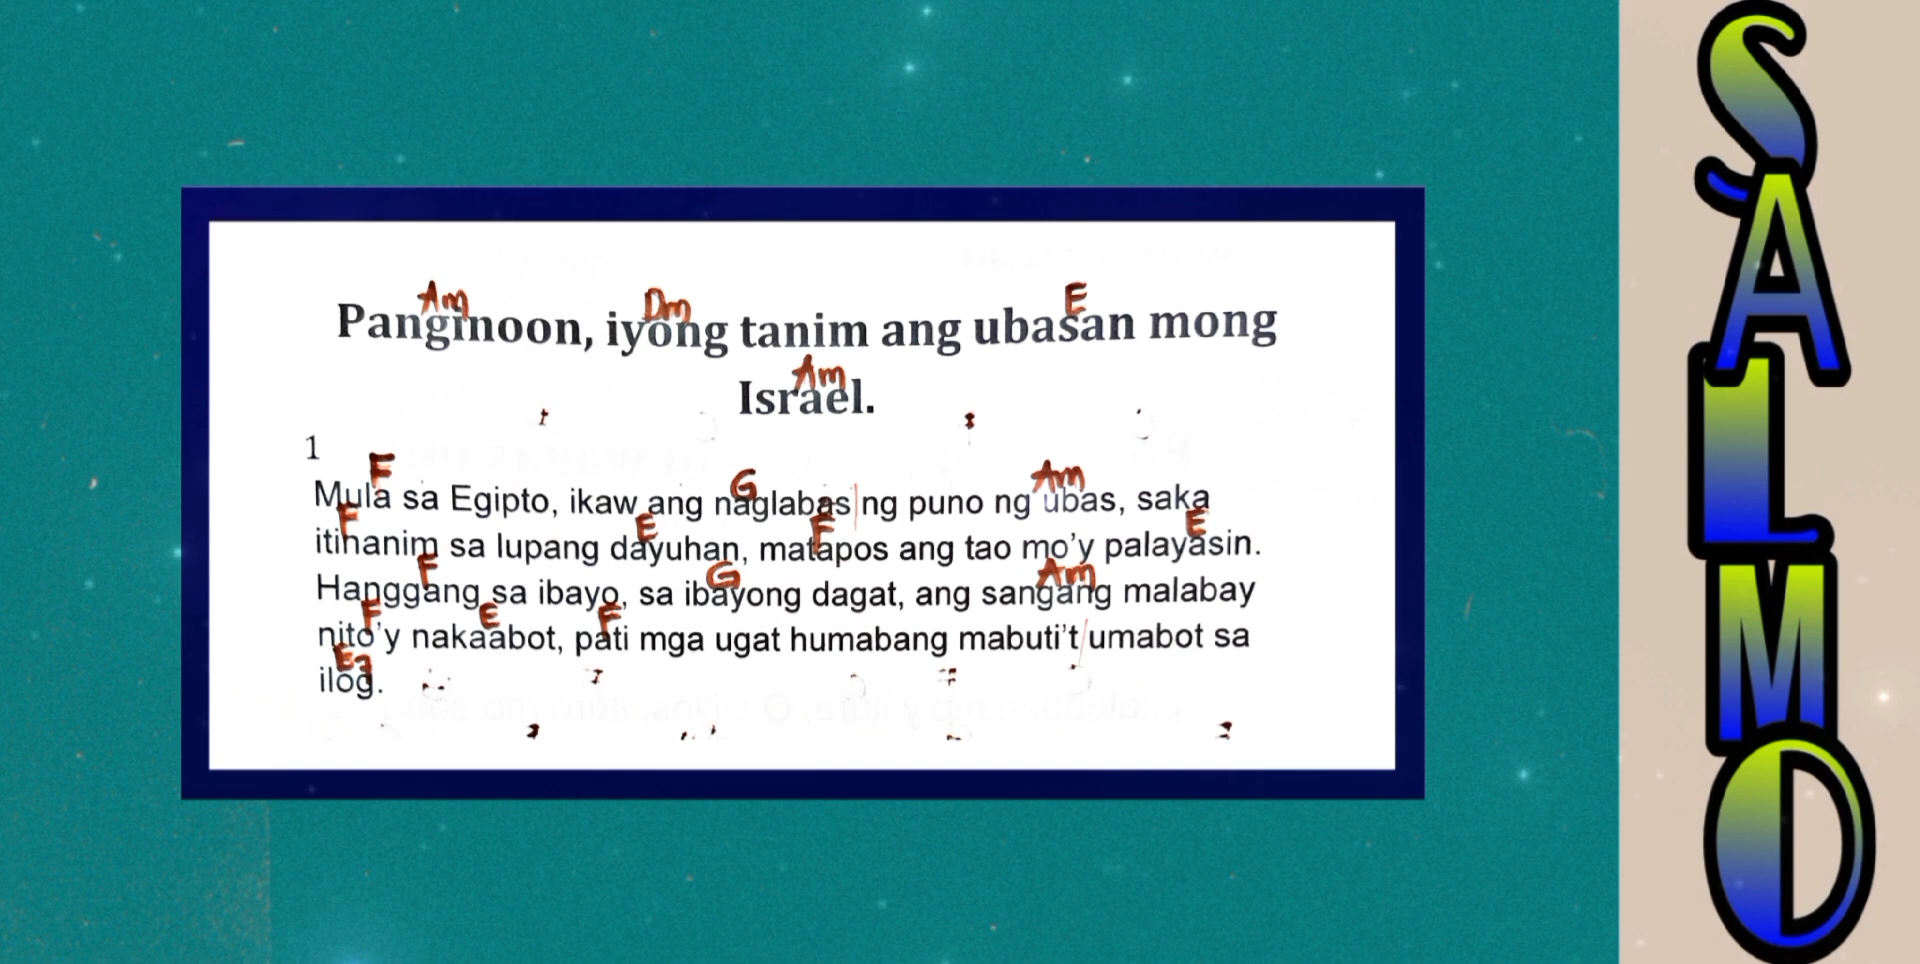 Am Dm E
Panginoon, iyong tanim ang ubasan mong
Am
Israel.
1
F G Am
Mula sa Egipto, ikaw ang naglabas ng puno ng ubas, saka
F E F E
itinanim sa lupang dayuhan, matapos ang tao mo’y palayasin.
F G Am
Hanggang sa ibayo, sa ibayong dagat, ang sangang malabay
F E F
nito’y nakaabot, pati mga ugat humabang mabuti’t umabot sa
E7
ilog.
SALMO